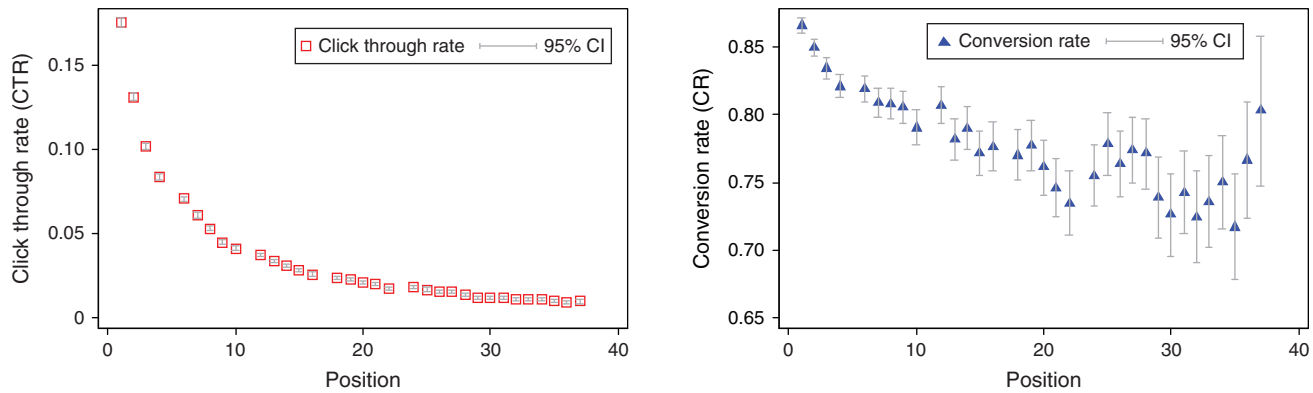 Click through rate (CTR)
0.15
0.10
0.05
0
Click through rate 95% CI
0 10 20 30 40
Position
Conversion rate (CR)
0.85
0.80
0.75
0.70
0.65
Conversion rate 95% CI
0 10 20 30 40
Position